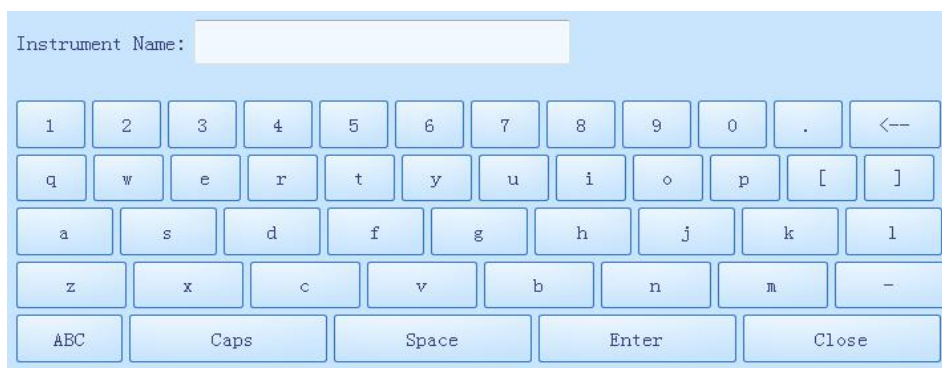 Instrument Name:
1 2 3 4 5 6 7 8 9 0 . <--
q w e r t y u i o p [ ]
a s d f g h j k l
z x c v b n m -
ABC Caps Space Enter Close